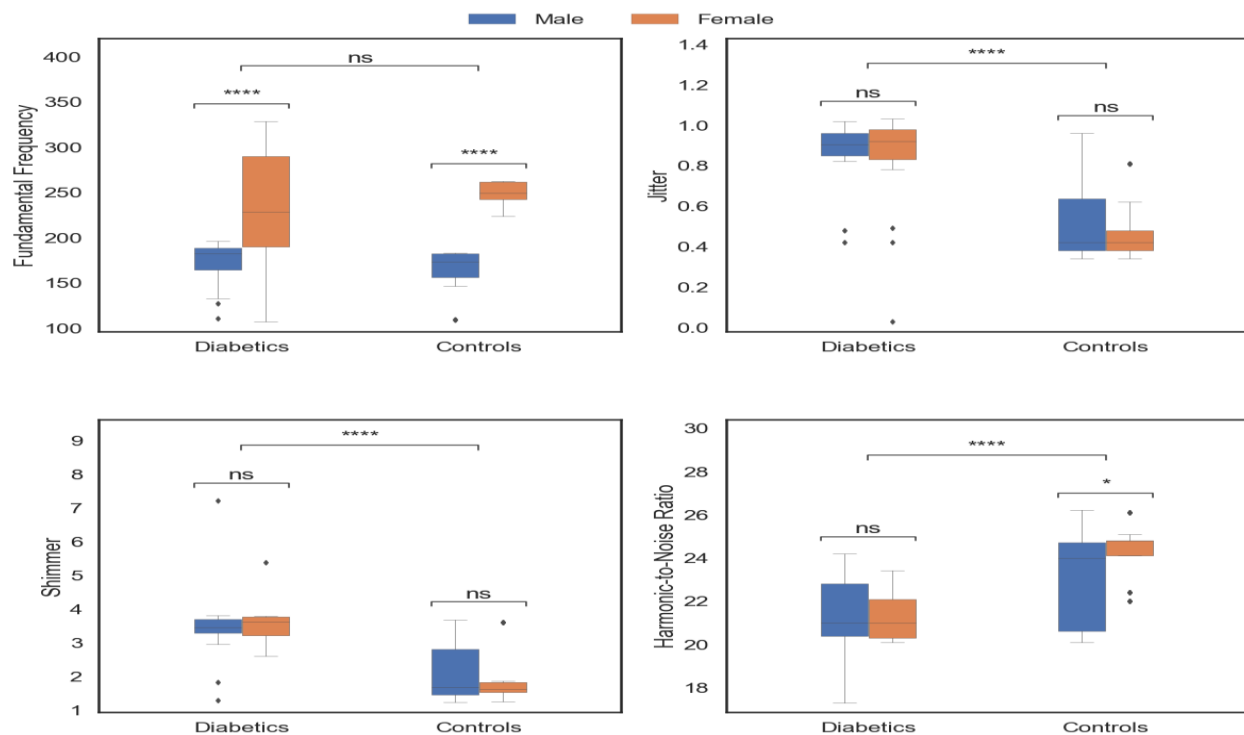 Male Female
Fundamental Frequency
400
350
300
250
200
150
100
ns
****
****
Diabetics Controls
Jitter
1.4
1.2
1.0
0.8
0.6
0.4
0.2
0.0
****
ns
ns
Diabetics Controls
Shimmer
9
8
7
6
5
4
3
2
1
****
ns
ns
Diabetics Controls
Harmonic-to-Noise Ratio
30
28
26
24
22
20
18
****
*
ns
Diabetics Controls